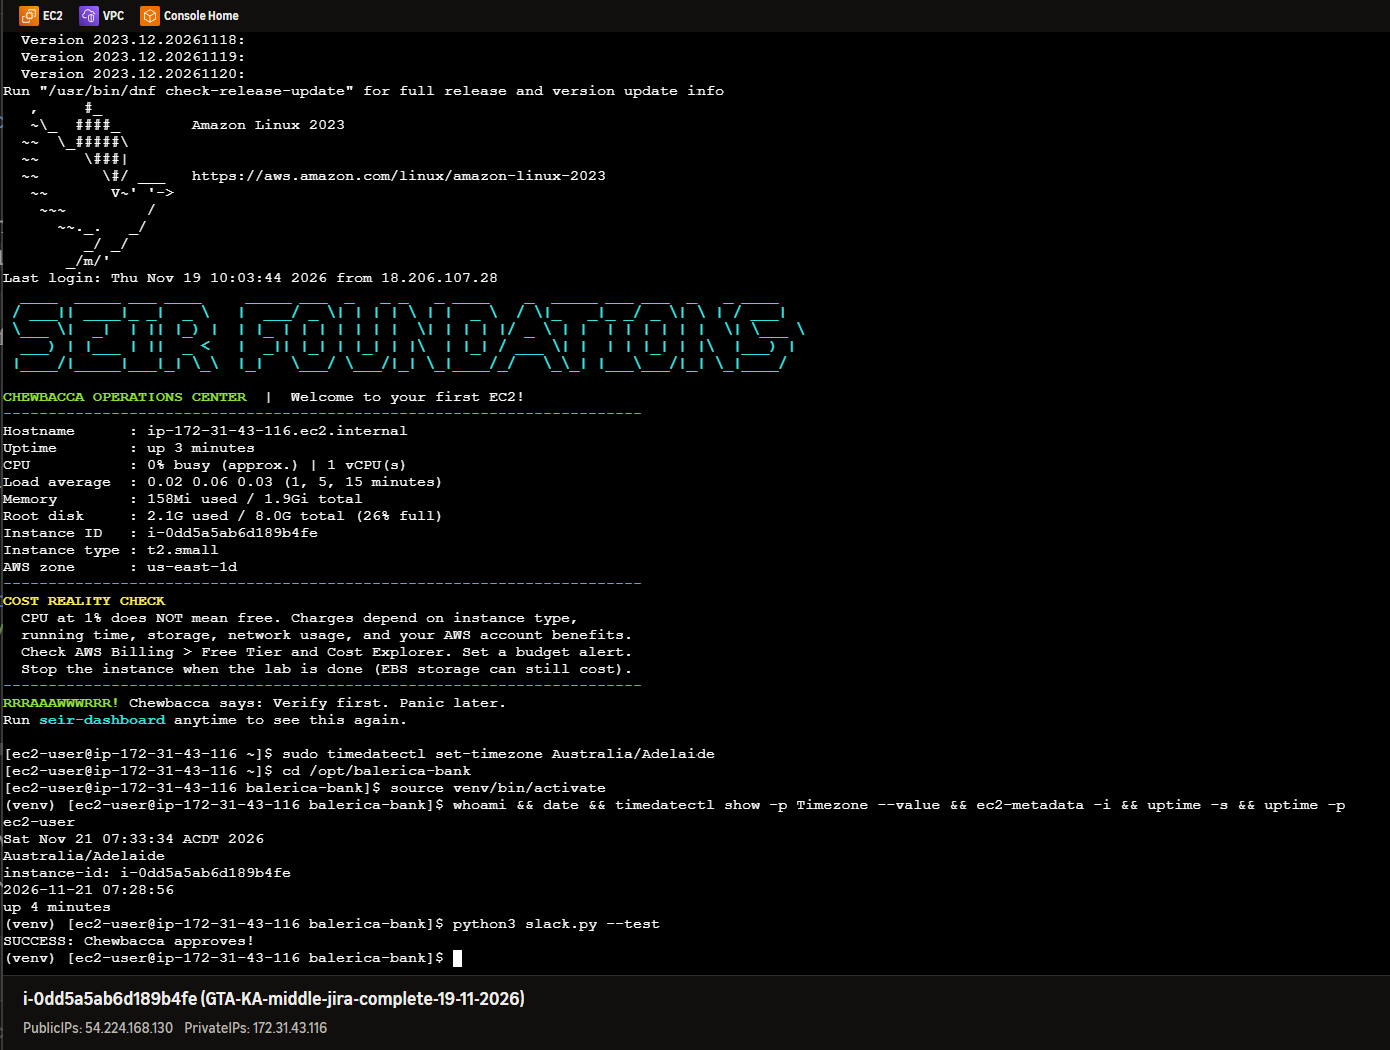 EC2 VPC Console Home
  Version 2023.12.20261118:
  Version 2023.12.20261119:
  Version 2023.12.20261120:
Run "/usr/bin/dnf check-release-update" for full release and version update info
   ,     #_
   ~\_  ####_        Amazon Linux 2023
  ~~  \_#####\
  ~~     \###|
  ~~       \#/ ___   https://aws.amazon.com/linux/amazon-linux-2023
   ~~       V~' '->
    ~~~         /
      ~~._.   _/
         _/ _/
       _/m/'
Last login: Thu Nov 19 10:03:44 2026 from 18.206.107.28
SEIR FOUNDATIONS
CHEWBACCA OPERATIONS CENTER  |  Welcome to your first EC2!
-----------------------------------------------------------------------
Hostname      : ip-172-31-43-116.ec2.internal
Uptime        : up 3 minutes
CPU           : 0% busy (approx.) | 1 vCPU(s)
Load average  : 0.02 0.06 0.03 (1, 5, 15 minutes)
Memory        : 158Mi used / 1.9Gi total
Root disk     : 2.1G used / 8.0G total (26% full)
Instance ID   : i-0dd5a5ab6d189b4fe
Instance type : t2.small
AWS zone      : us-east-1d
-----------------------------------------------------------------------
COST REALITY CHECK
  CPU at 1% does NOT mean free. Charges depend on instance type,
  running time, storage, network usage, and your AWS account benefits.
  Check AWS Billing > Free Tier and Cost Explorer. Set a budget alert.
  Stop the instance when the lab is done (EBS storage can still cost).
-----------------------------------------------------------------------
RRRAAAWWWRRR! Chewbacca says: Verify first. Panic later.
Run seir-dashboard anytime to see this again.
[ec2-user@ip-172-31-43-116 ~]$ sudo timedatectl set-timezone Australia/Adelaide
[ec2-user@ip-172-31-43-116 ~]$ cd /opt/balerica-bank
[ec2-user@ip-172-31-43-116 balerica-bank]$ source venv/bin/activate
(venv) [ec2-user@ip-172-31-43-116 balerica-bank]$ whoami && date && timedatectl show -p Timezone --value && ec2-metadata -i && uptime -s && uptime -p
ec2-user
Sat Nov 21 07:33:34 ACDT 2026
Australia/Adelaide
instance-id: i-0dd5a5ab6d189b4fe
2026-11-21 07:28:56
up 4 minutes
(venv) [ec2-user@ip-172-31-43-116 balerica-bank]$ python3 slack.py --test
SUCCESS: Chewbacca approves!
(venv) [ec2-user@ip-172-31-43-116 balerica-bank]$
i-0dd5a5ab6d189b4fe (GTA-KA-middle-jira-complete-19-11-2026)
PublicIPs: 54.224.168.130 PrivateIPs: 172.31.43.116